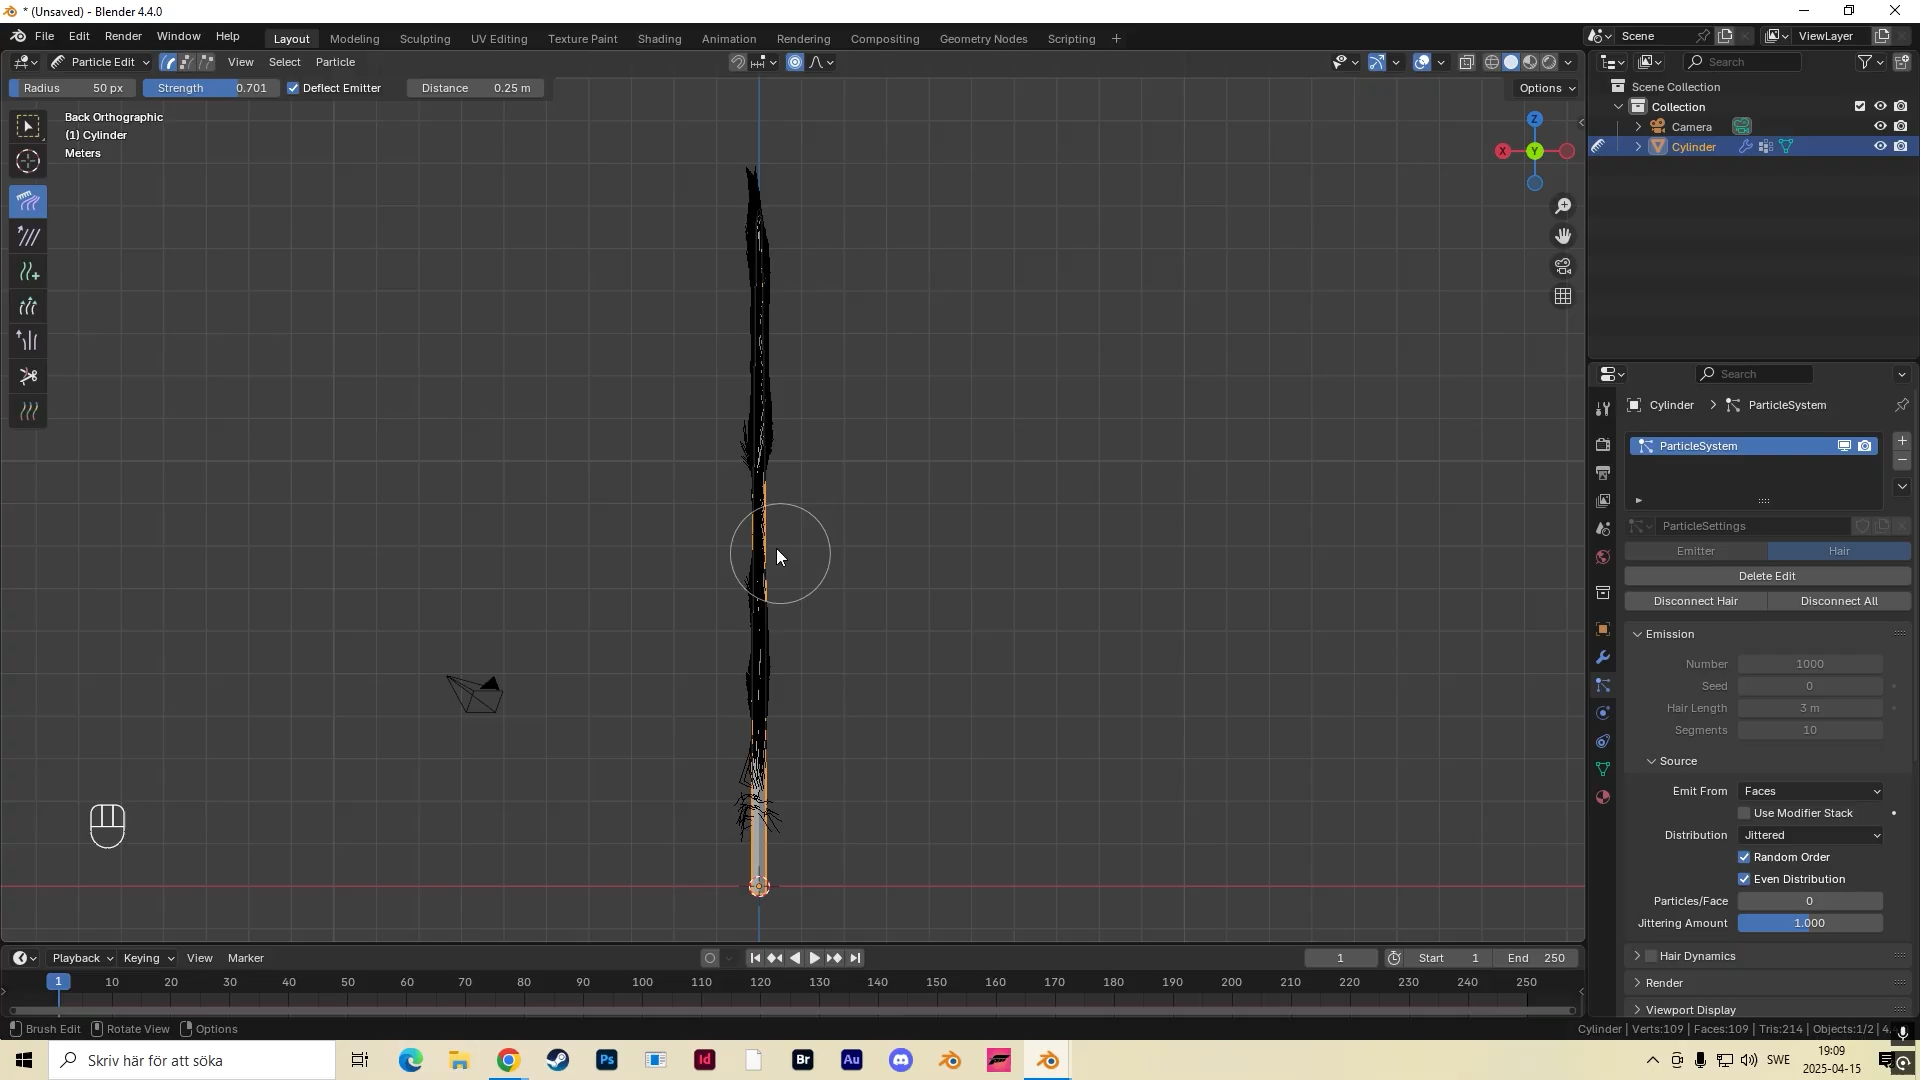 * (Unsaved) - Blender 4.4.0
File Edit Render Window Help Layout Modeling Sculpting UV Editing Texture Paint Shading Animation Rendering Compositing Geometry Nodes Scripting Scene ViewLayer
Particle Edit View Select Particle Search
Radius 50 px Strength 0.701 Deflect Emitter Distance 0.25 m Options
Scene Collection
Collection
Camera
Cylinder
Back Orthographic
(1) Cylinder
Meters
Z
X
Y
Search
Cylinder ParticleSystem
ParticleSystem
ParticleSettings
Emitter Hair
Delete Edit
Disconnect Hair Disconnect All
Emission
Number 1000
Seed 0
Hair Length 3 m
Segments 10
Source
Emit From Faces
Use Modifier Stack
Distribution Jittered
Random Order
Even Distribution
Particles/Face 0
Jittering Amount 1.000
Hair Dynamics
Render
Viewport Display
Playback Keying View Marker 1 Start 1 End 250
1 10 20 30 40 50 60 70 80 90 100 110 120 130 140 150 160 170 180 190 200 210 220 230 240 250
Brush Edit Rotate View Options Cylinder | Verts:109 | Faces:109 | Tris:214 | Objects:1/2 | 4.
Skriv här för att söka
Ps
Id
Br
Au
SWE
19:09
2025-04-15